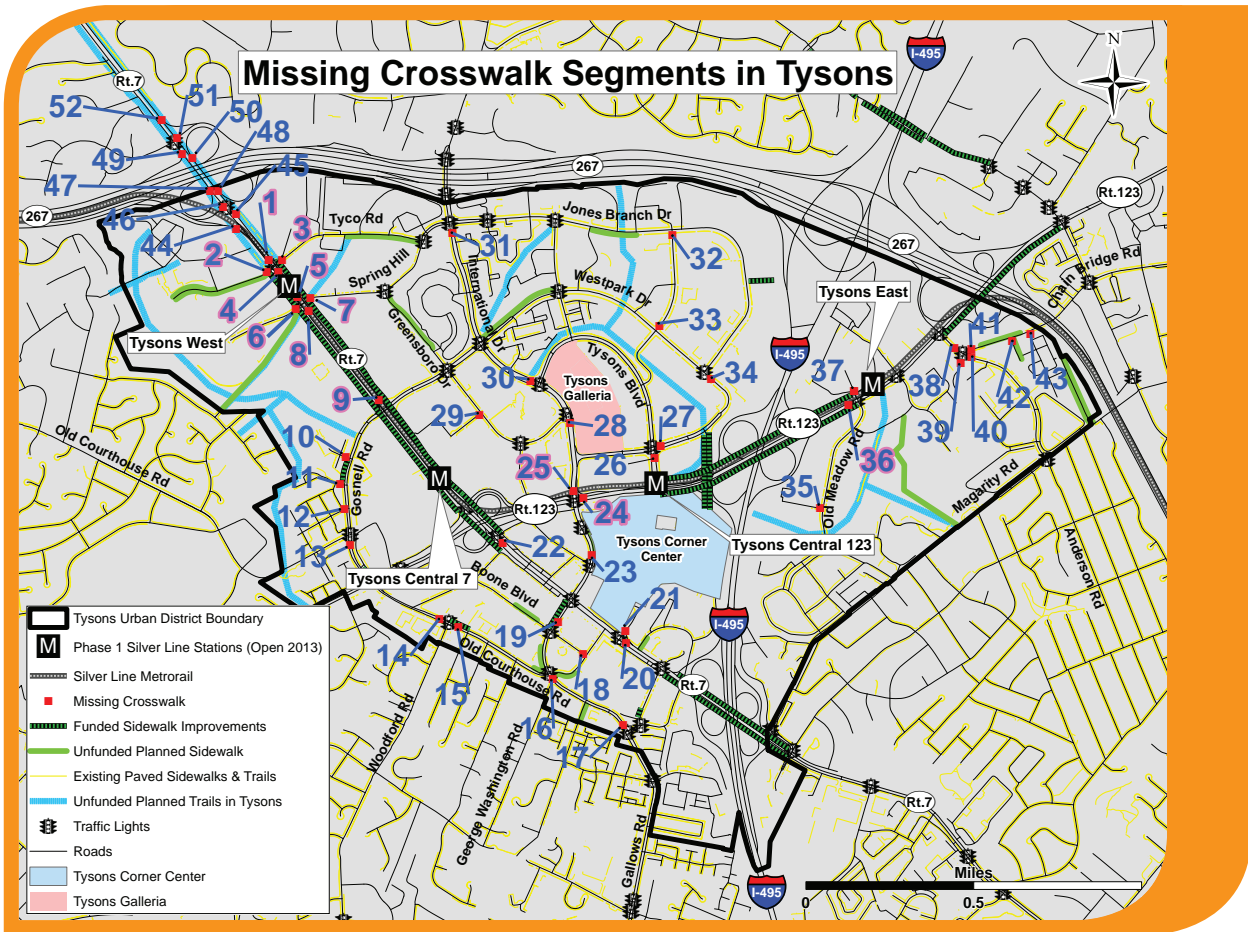 Missing Crosswalk Segments in Tysons
N
I-495
Rt.7
52
51
50
48
49
45
47
46
44
267
267
Rt.123
1
3
2
5
4
7
6
8
Tyco Rd
Spring Hill
Jones Branch Dr
31
International Dr
32
Westpark Dr
33
267
Chain Bridge Rd
Tysons East
Tysons West
M
Rt.7
Greensboro Dr
30
Tysons Blvd
Tysons
Galleria
I-495
34
37
M
41
38
43
42
39
40
9
29
28
27
Rt.123
36
Old Courthouse Rd
10
11
Gosnell Rd
12
13
25
26
24
M
M
Rt.123
Old Meadow Rd
35
Magarity Rd
Anderson Rd
22
Tysons Corner
Center
Tysons Central 123
23
Tysons Central 7
Boone Blvd
21
I-495
19
14
15
Old Courthouse Rd
18
20
Rt.7
16
17
Woodford Rd
George Washington Rd
Gallows Rd
Rt.7
I-495
Miles
0
0.5
Tysons Urban District Boundary
M
Phase 1 Silver Line Stations (Open 2013)
Silver Line Metrorail
Missing Crosswalk
Funded Sidewalk Improvements
Unfunded Planned Sidewalk
Existing Paved Sidewalks & Trails
Unfunded Planned Trails in Tysons
Traffic Lights
Roads
Tysons Corner Center
Tysons Galleria